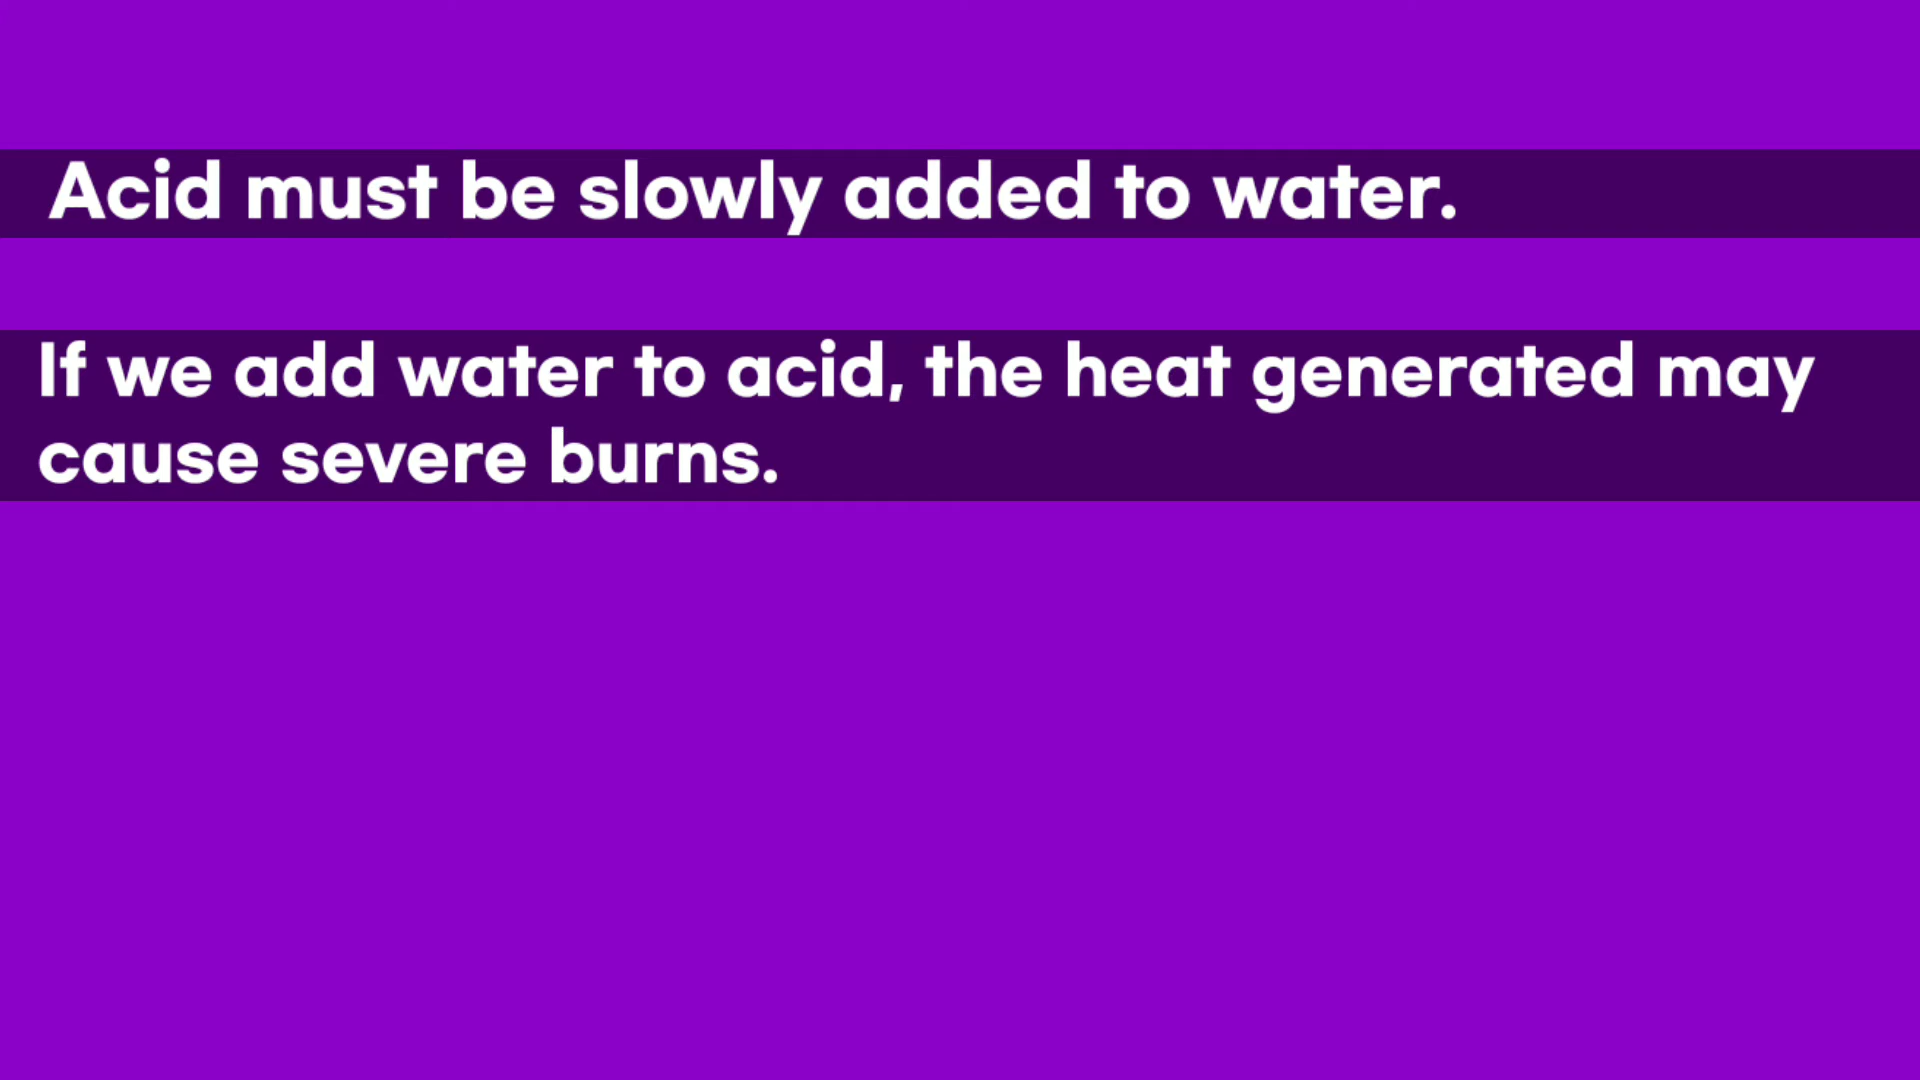 Acid must be slowly added to water.
If we add water to acid, the heat generated may
cause severe burns.